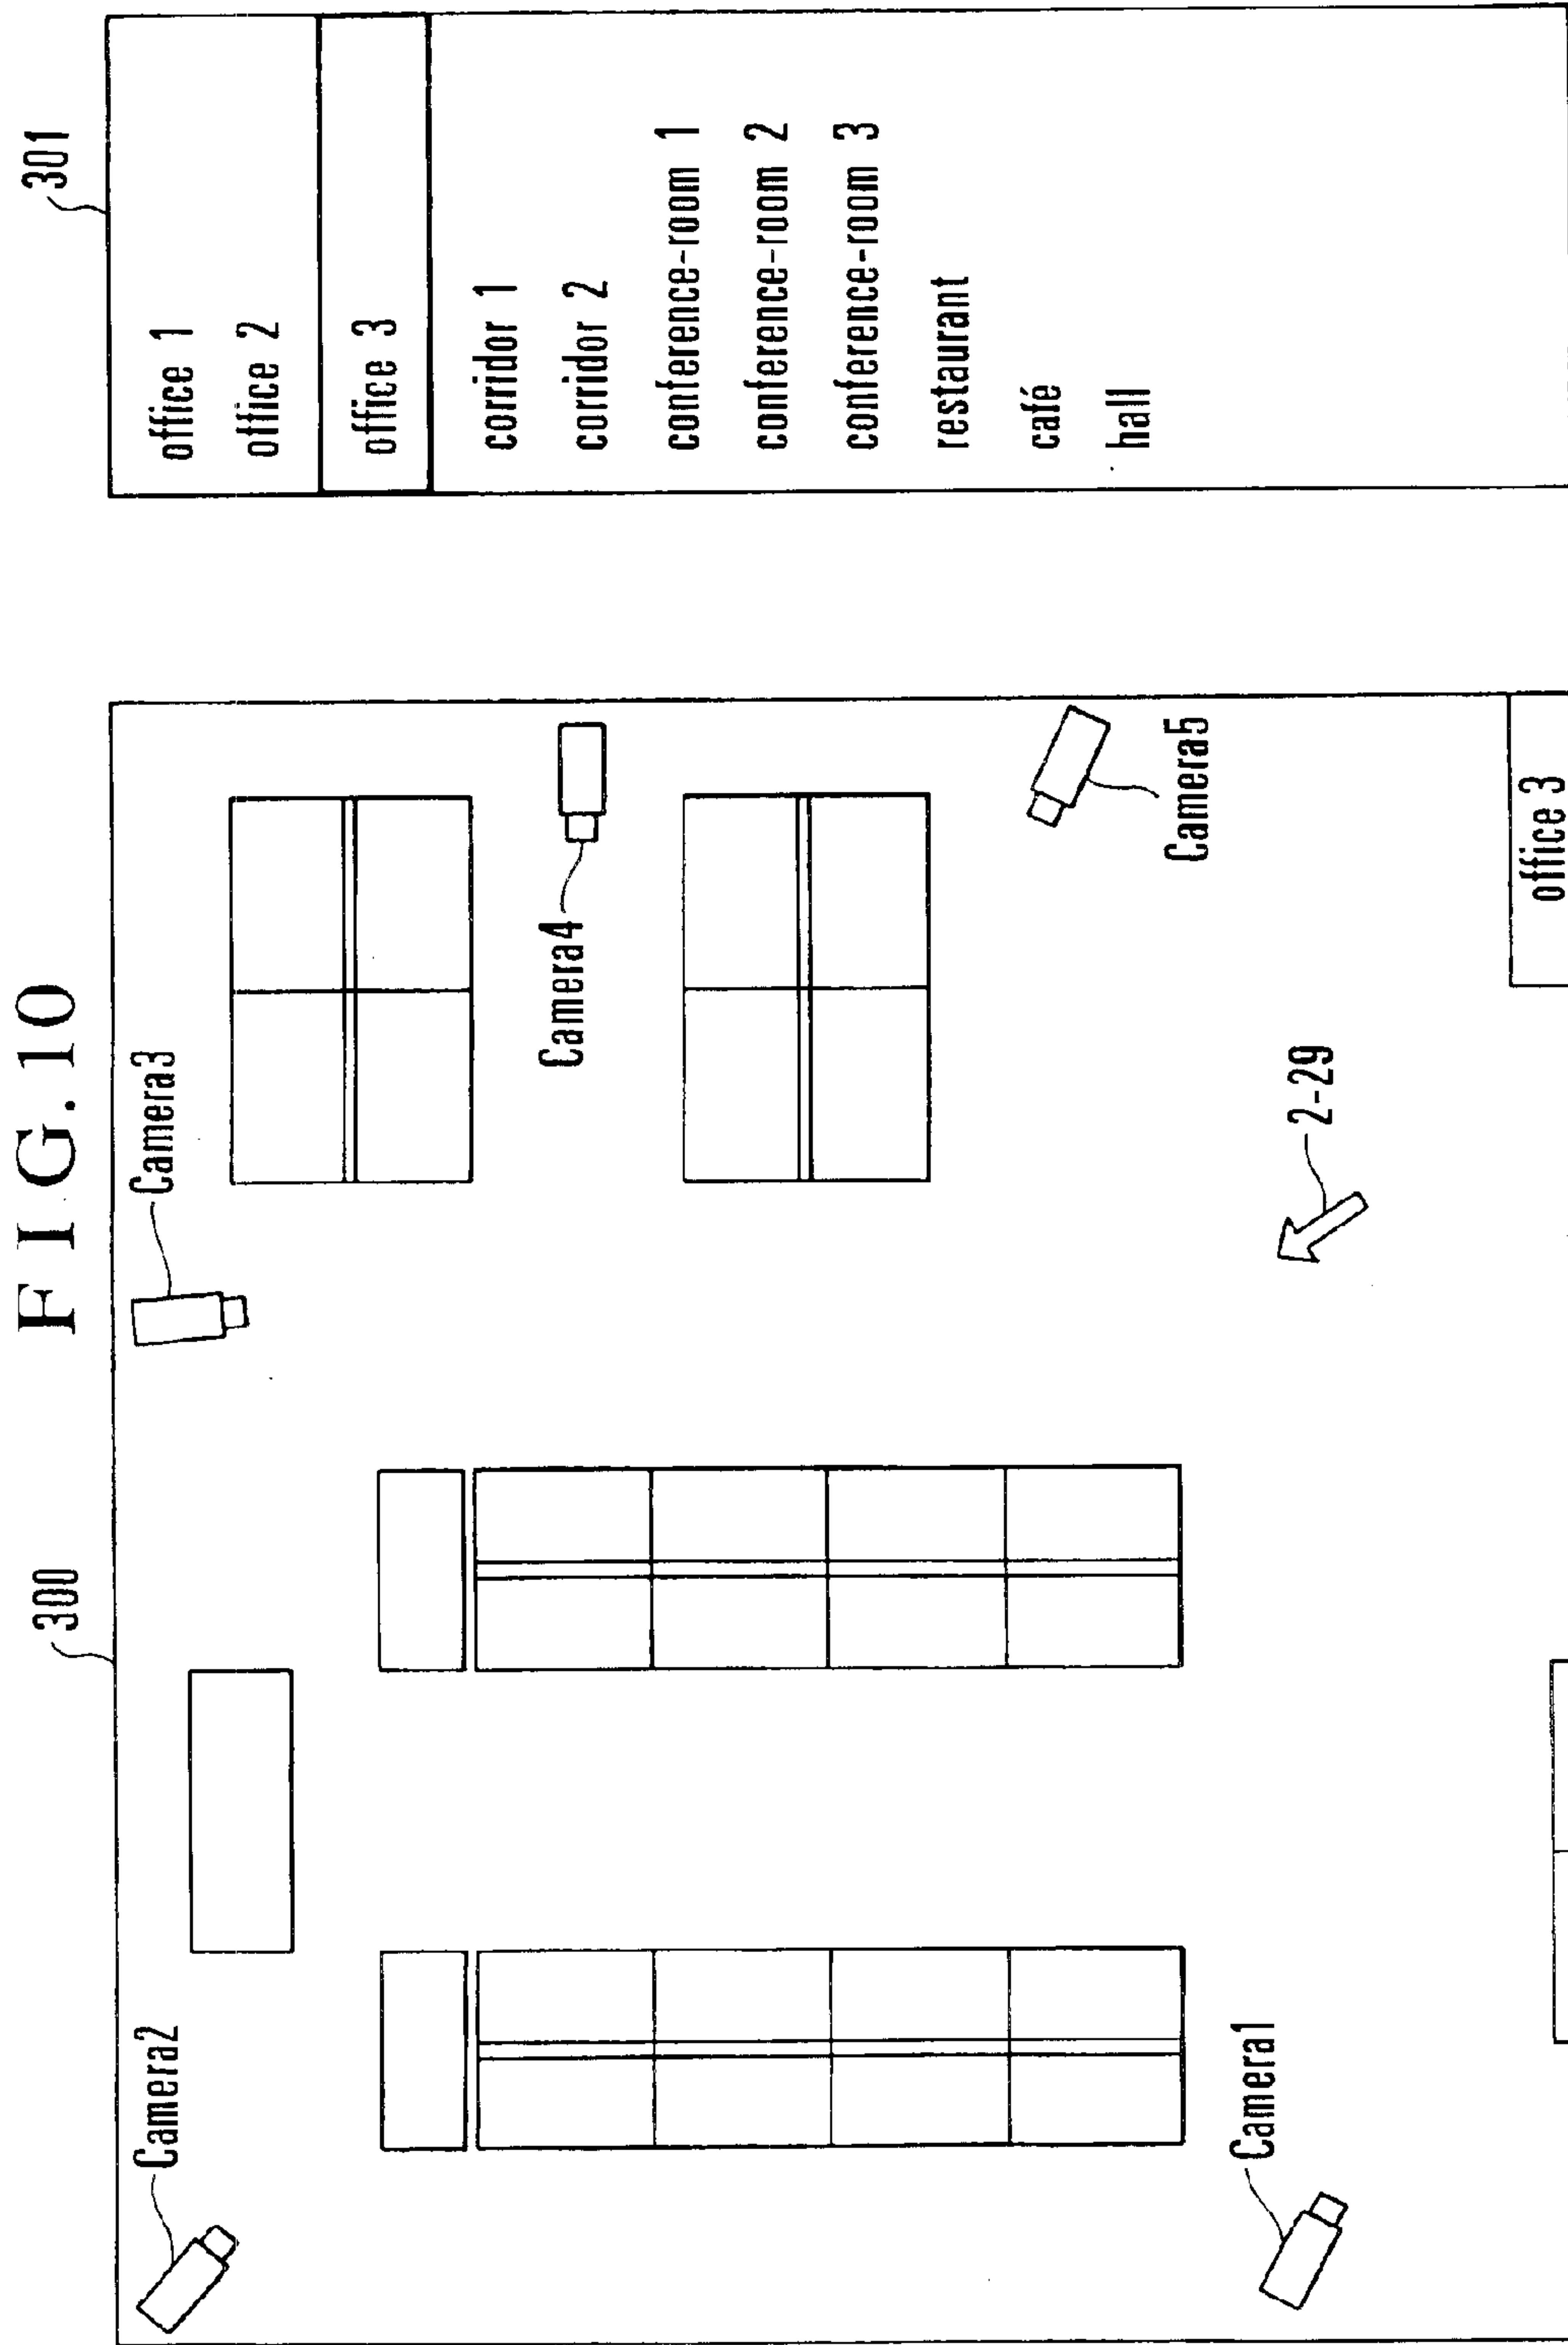 FIG.10
300
301
Camera2
Camera3
Camera4
Camera5
Camera1
2-29
office 3
office 1
office 2
office 3
corridor 1
corridor 2
conference-room 1
conference-room 2
conference-room 3
restaurant
café
hall